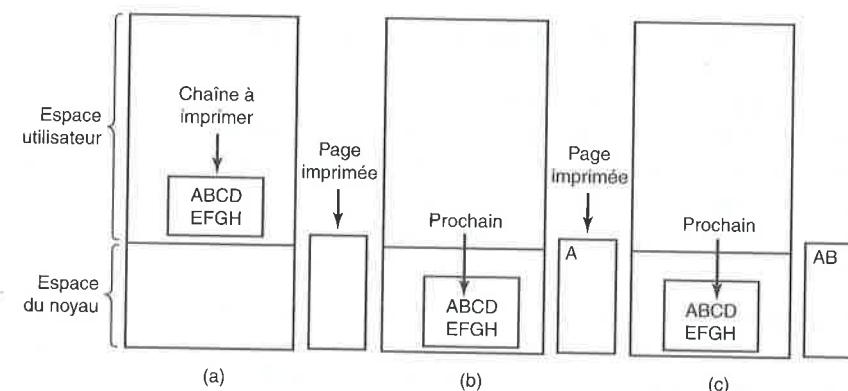 Espace
utilisateur
Chaîne à
imprimer
ABCD
EFGH
Page
imprimée
Espace
du noyau
(a)
Prochain
ABCD
EFGH
Page
imprimée
A
(b)
Prochain
ABCD
EFGH
AB
(c)